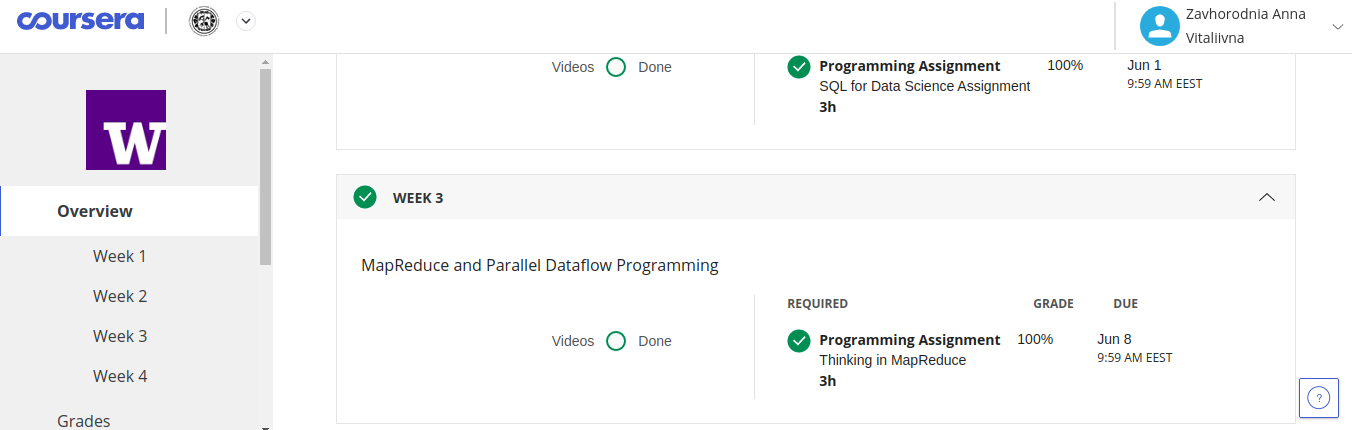 coursera
Zavhorodnia Anna
Vitaliivna
W
Overview
Week 1
Week 2
Week 3
Week 4
Grades
Videos Done
Programming Assignment 100% Jun 1
SQL for Data Science Assignment 9:59 AM EEST
3h
WEEK 3
MapReduce and Parallel Dataflow Programming
REQUIRED GRADE DUE
Videos Done
Programming Assignment 100% Jun 8
Thinking in MapReduce 9:59 AM EEST
3h
?